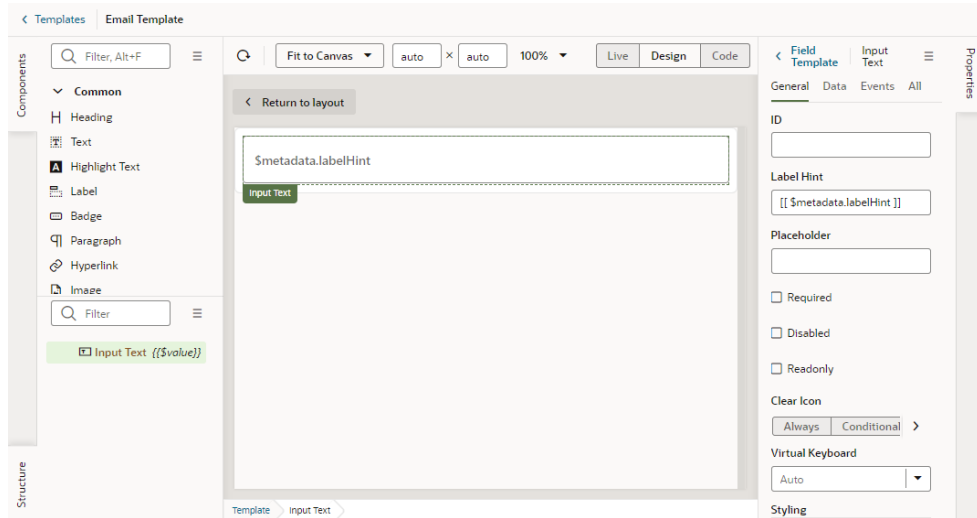 Templates
Email Template
Components
Filter, Alt+F
Common
Heading
Text
Highlight Text
Label
Badge
Paragraph
Hyperlink
Image
Filter
Input Text {{$value}}
Structure
Fit to Canvas
auto × auto
100%
Live Design Code
Return to layout
$metadata.labelHint
Input Text
Template Input Text
Field Template
Input Text
Properties
General Data Events All
ID
Label Hint
[[ $metadata.labelHint ]]
Placeholder
Required
Disabled
Readonly
Clear Icon
Always Conditional
Virtual Keyboard
Auto
Styling